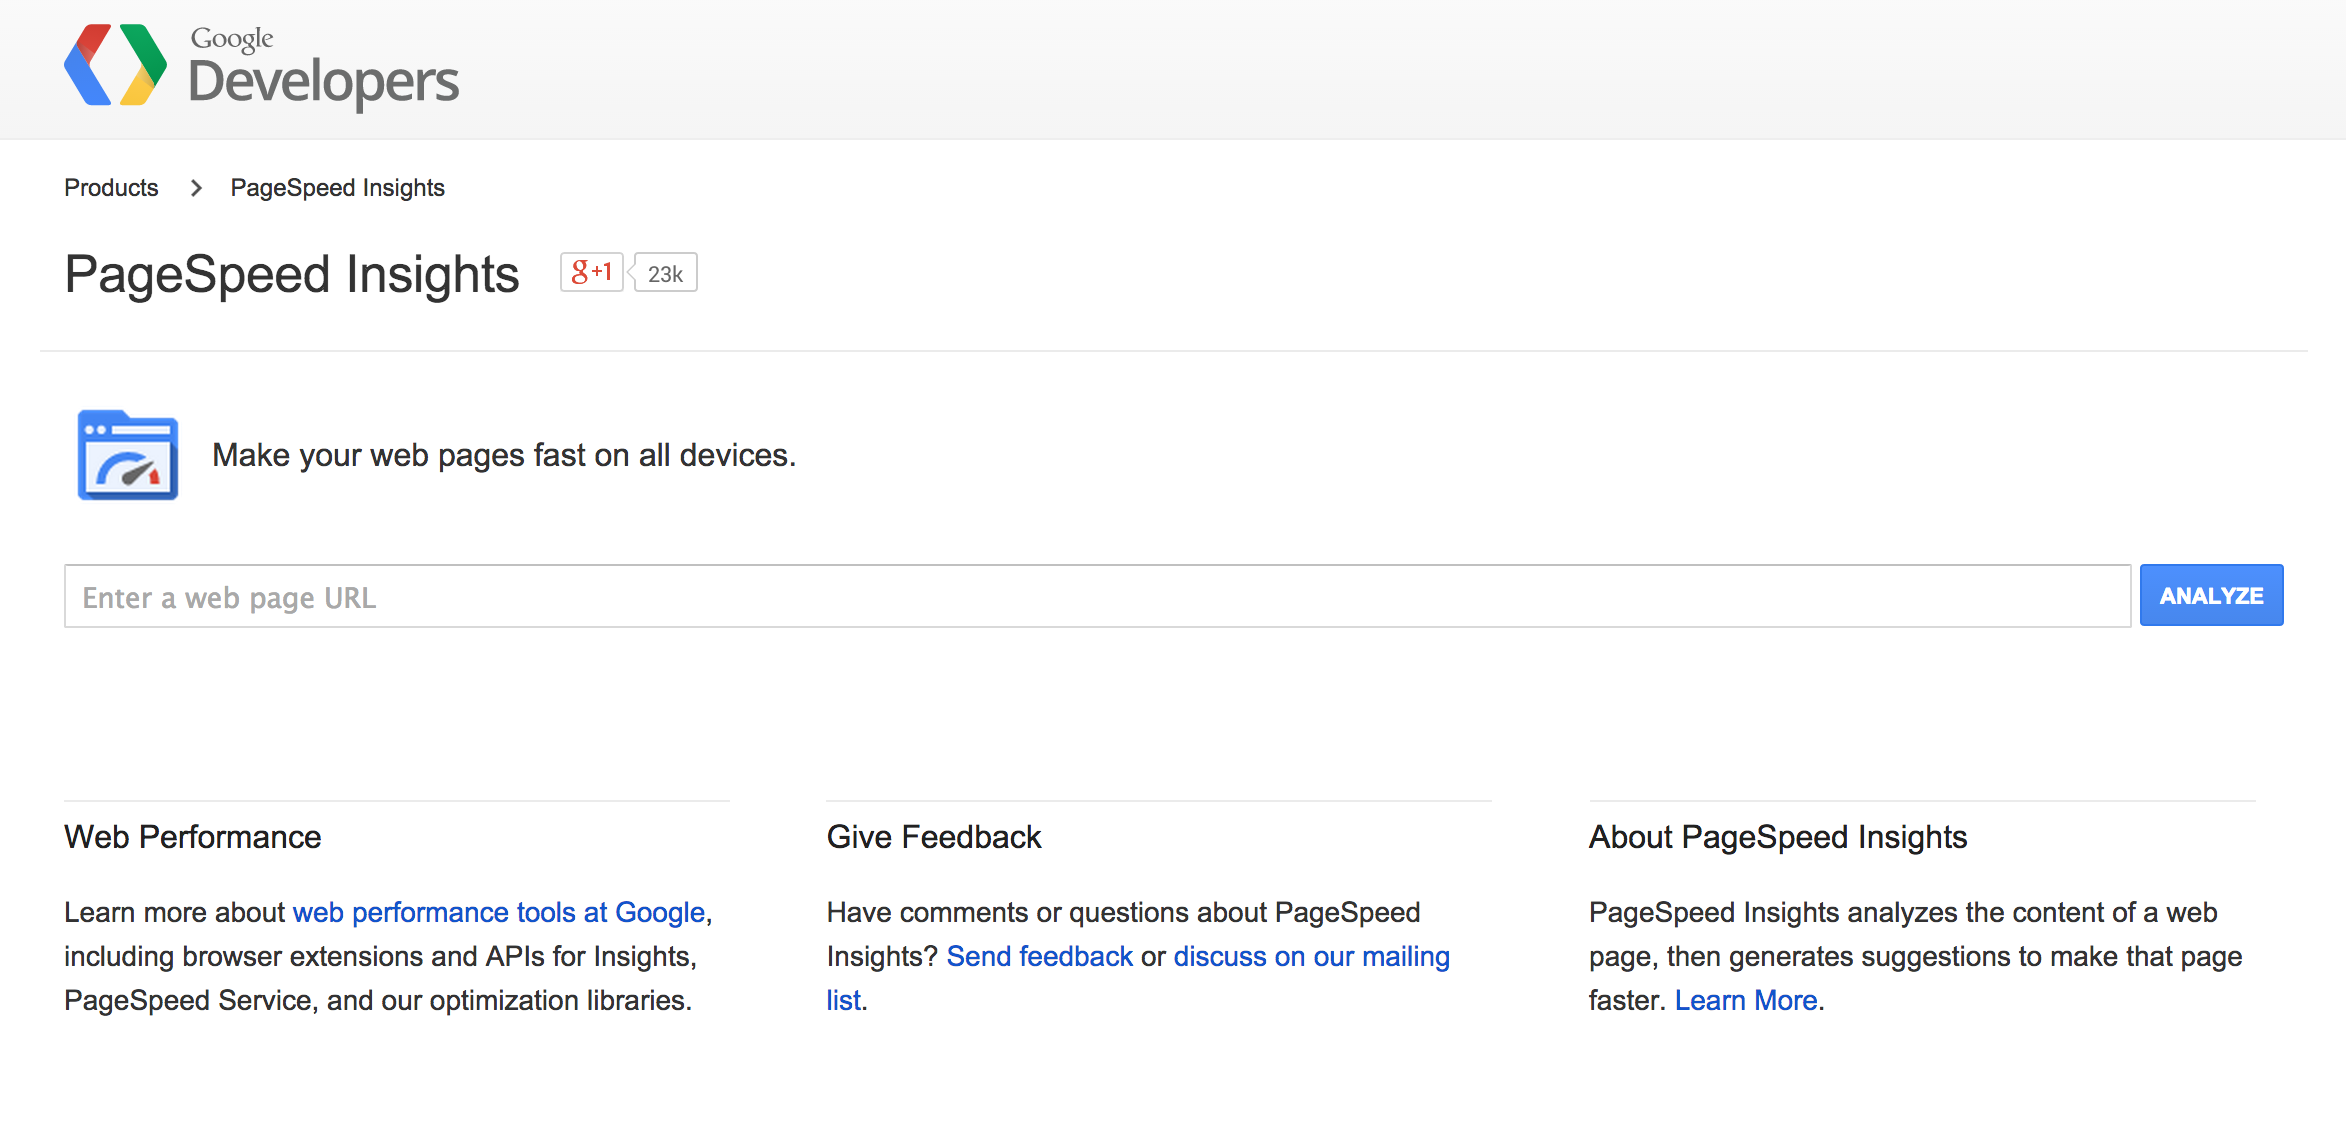 Google
Developers
Products > PageSpeed Insights
PageSpeed Insights
g+1 23k
Make your web pages fast on all devices.
Enter a web page URL
ANALYZE
Web Performance
Learn more about web performance tools at Google,
including browser extensions and APIs for Insights,
PageSpeed Service, and our optimization libraries.
Give Feedback
Have comments or questions about PageSpeed
Insights? Send feedback or discuss on our mailing
list.
About PageSpeed Insights
PageSpeed Insights analyzes the content of a web
page, then generates suggestions to make that page
faster. Learn More.